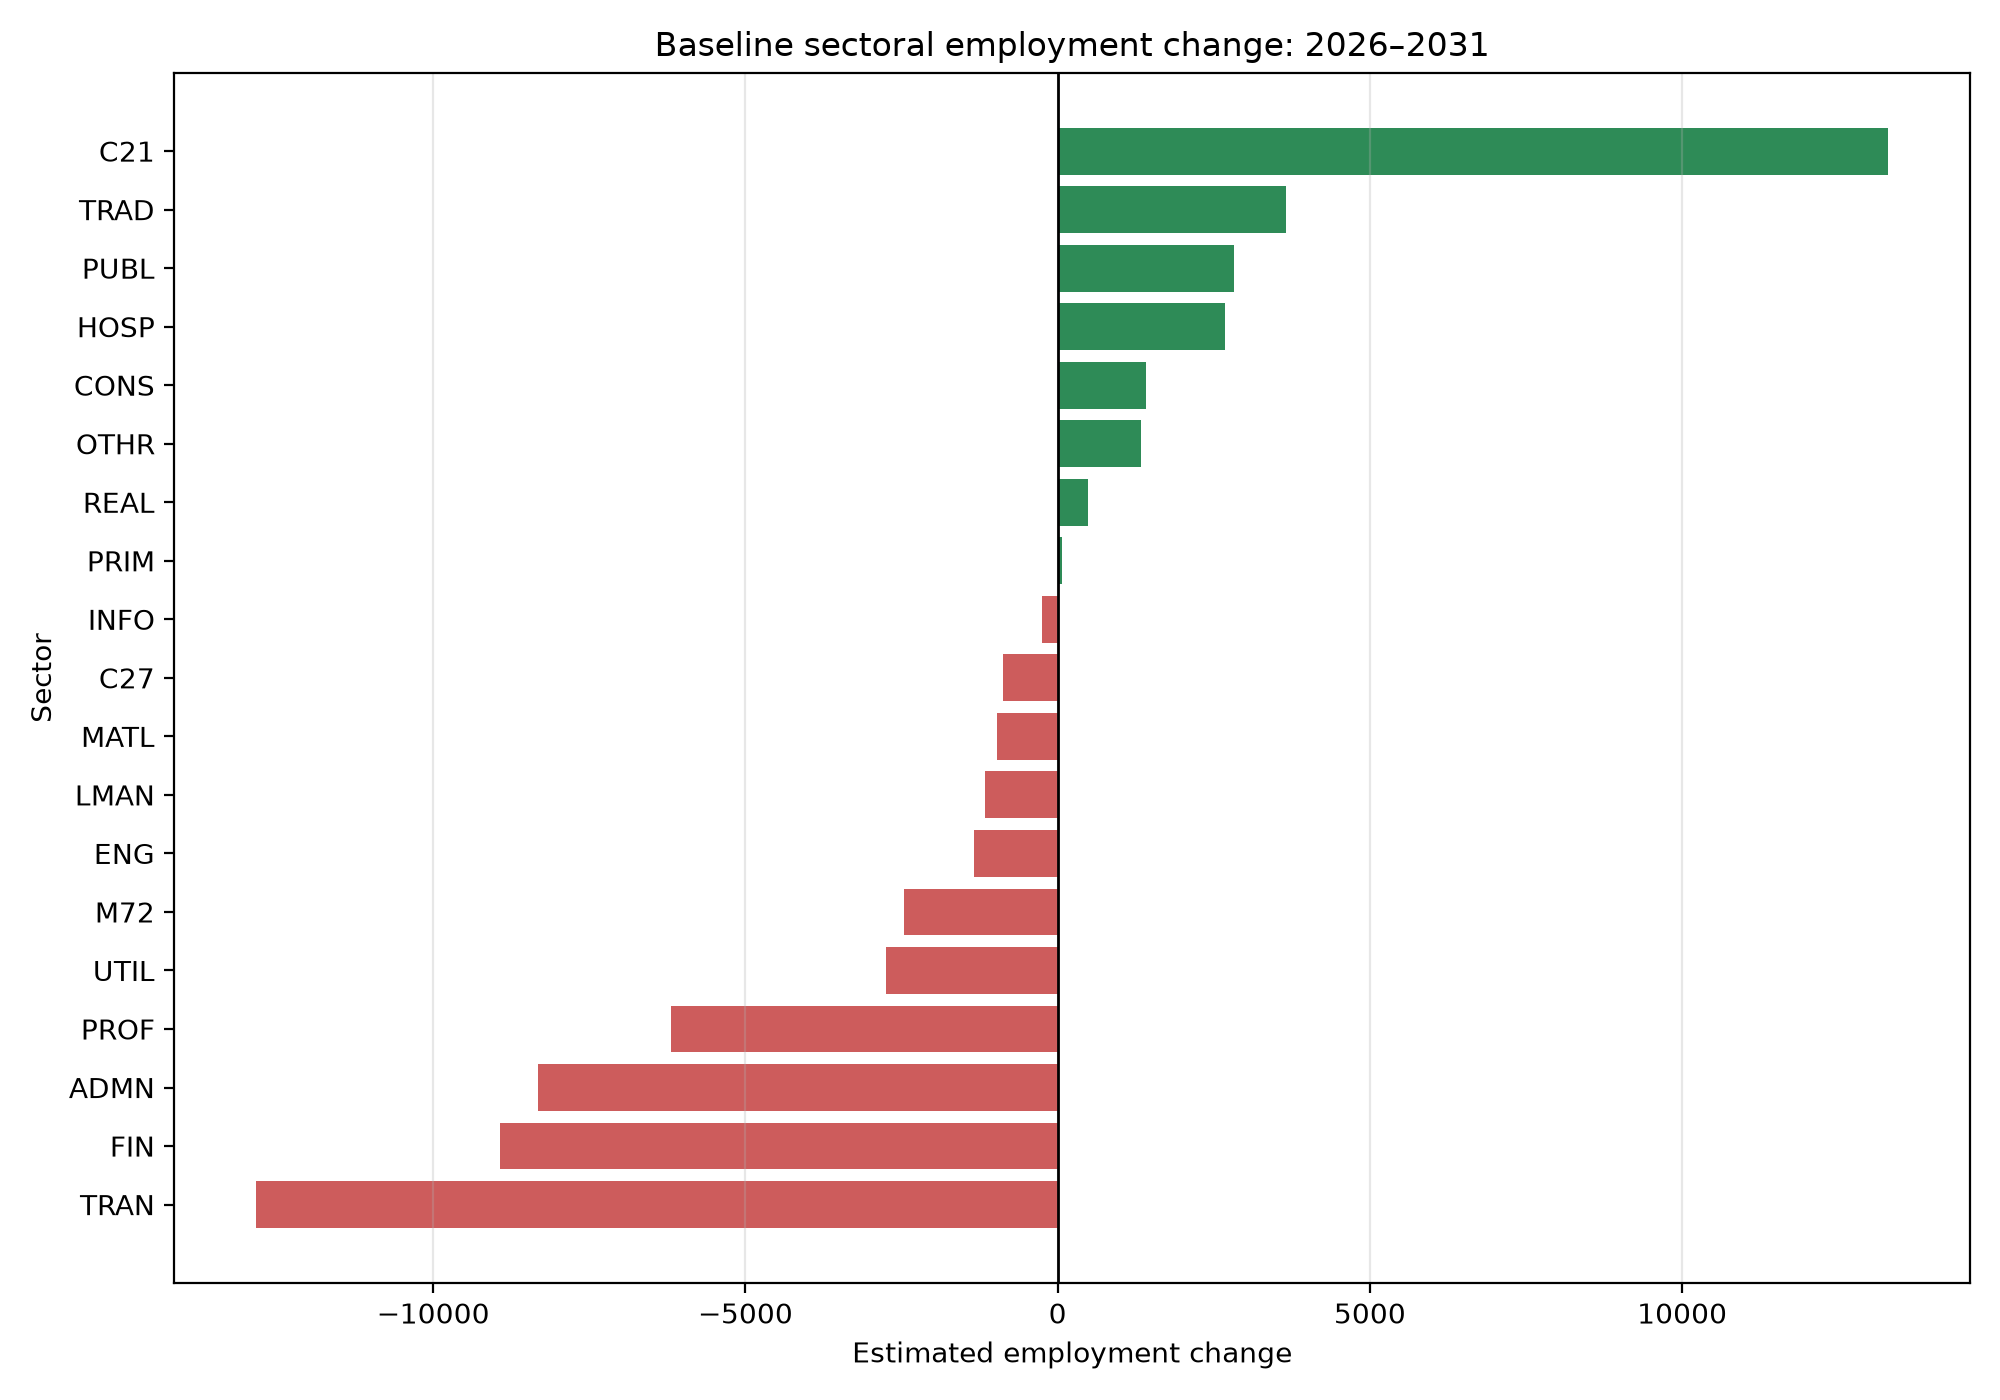 Baseline sectoral employment change: 2026–2031
Sector
C21
TRAD
PUBL
HOSP
CONS
OTHR
REAL
PRIM
INFO
C27
MATL
LMAN
ENG
M72
UTIL
PROF
ADMN
FIN
TRAN
−10000 −5000 0 5000 10000
Estimated employment change